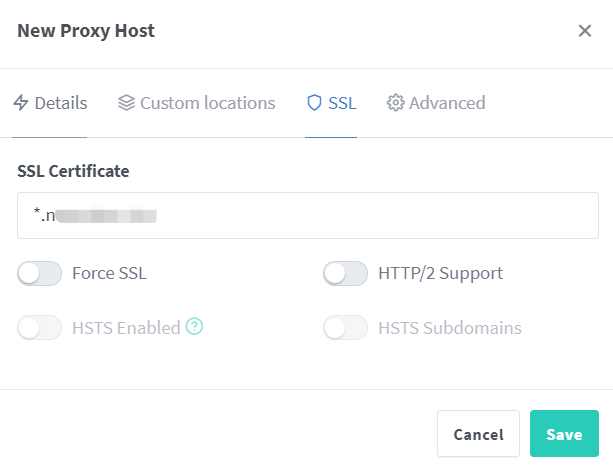 New Proxy Host
Details Custom locations SSL Advanced
SSL Certificate
*.n
Force SSL HTTP/2 Support
HSTS Enabled ? HSTS Subdomains
Cancel Save